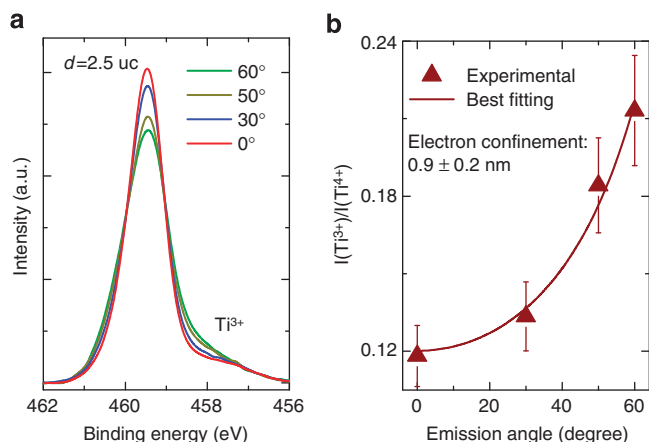 a
d=2.5 uc
60°
50°
30°
0°
Ti³⁺
Intensity (a.u.)
462 460 458 456
Binding energy (eV)
b
0.24
0.18
0.12
Experimental
Best fitting
Electron confinement:
0.9 ± 0.2 nm
I(Ti³⁺)/I(Ti⁴⁺)
0 20 40 60
Emission angle (degree)